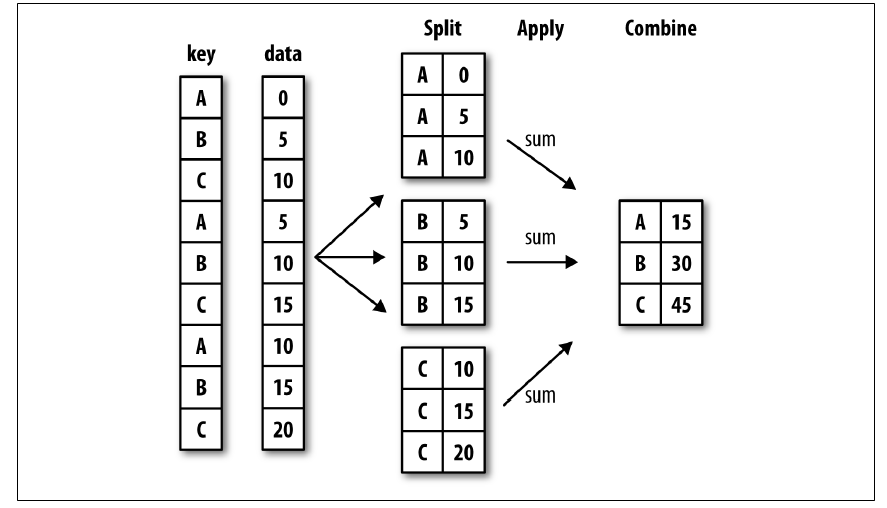 Split Apply Combine
key data
A 0
B 5
C 10
A 5
B 10
C 15
A 10
B 15
C 20
A 0
A 5
A 10
B 5
B 10
B 15
C 10
C 15
C 20
sum
sum
sum
A 15
B 30
C 45